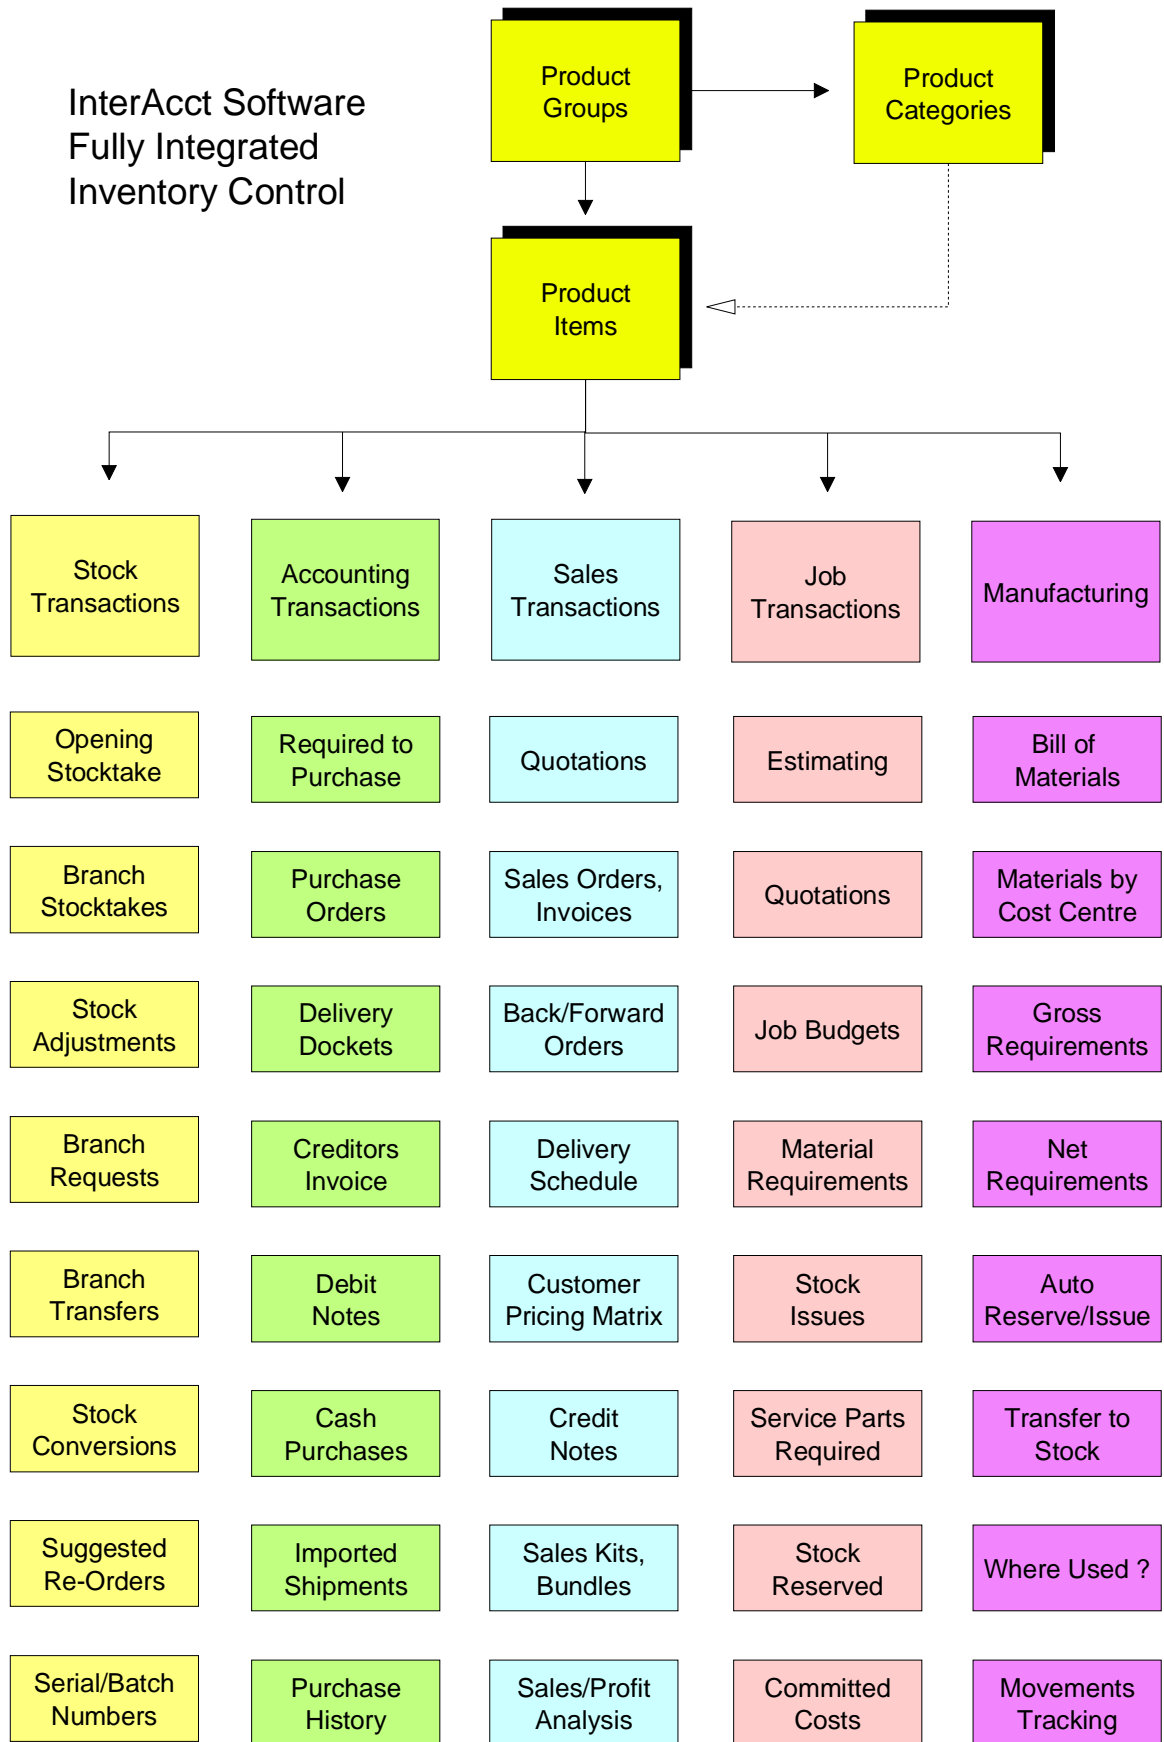 InterAcct Software
Fully Integrated
Inventory Control
Product
Groups
Product
Categories
Product
Items
Stock
Transactions
Accounting
Transactions
Sales
Transactions
Job
Transactions
Manufacturing
Opening
Stocktake
Required to
Purchase
Quotations
Estimating
Bill of
Materials
Branch
Stocktakes
Purchase
Orders
Sales Orders,
Invoices
Quotations
Materials by
Cost Centre
Stock
Adjustments
Delivery
Dockets
Back/Forward
Orders
Job Budgets
Gross
Requirements
Branch
Requests
Creditors
Invoice
Delivery
Schedule
Material
Requirements
Net
Requirements
Branch
Transfers
Debit
Notes
Customer
Pricing Matrix
Stock
Issues
Auto
Reserve/Issue
Stock
Conversions
Cash
Purchases
Credit
Notes
Service Parts
Required
Transfer to
Stock
Suggested
Re-Orders
Imported
Shipments
Sales Kits,
Bundles
Stock
Reserved
Where Used ?
Serial/Batch
Numbers
Purchase
History
Sales/Profit
Analysis
Committed
Costs
Movements
Tracking